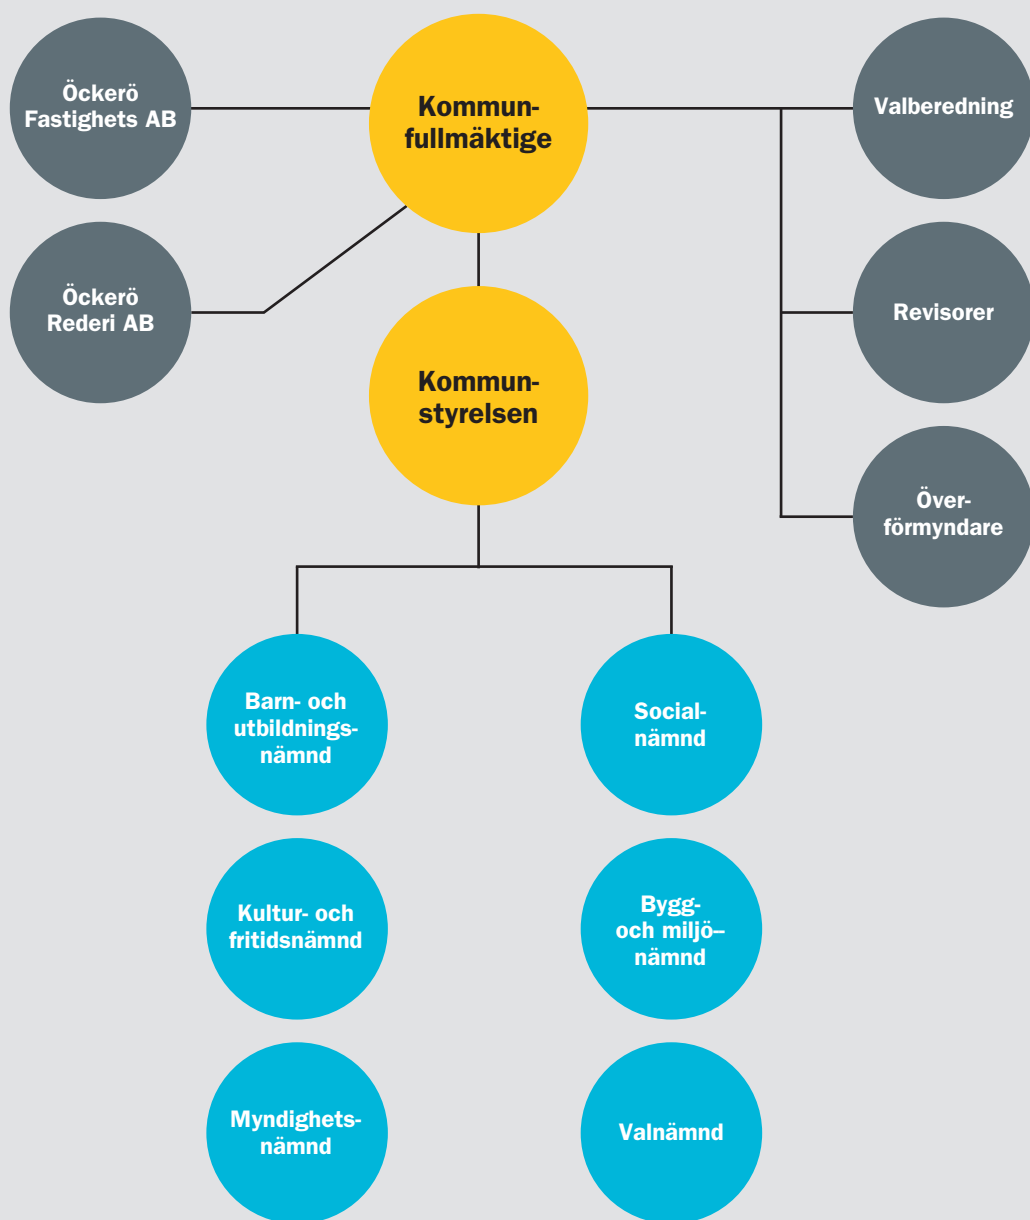 Öckerö
Fastighets AB
Kommun-
fullmäktige
Valberedning
Öckerö
Rederi AB
Revisorer
Kommun-
styrelsen
Över-
förmyndare
Barn- och
utbildnings-
nämnd
Social-
nämnd
Kultur- och
fritidsnämnd
Bygg-
och miljö–
nämnd
Myndighets-
nämnd
Valnämnd